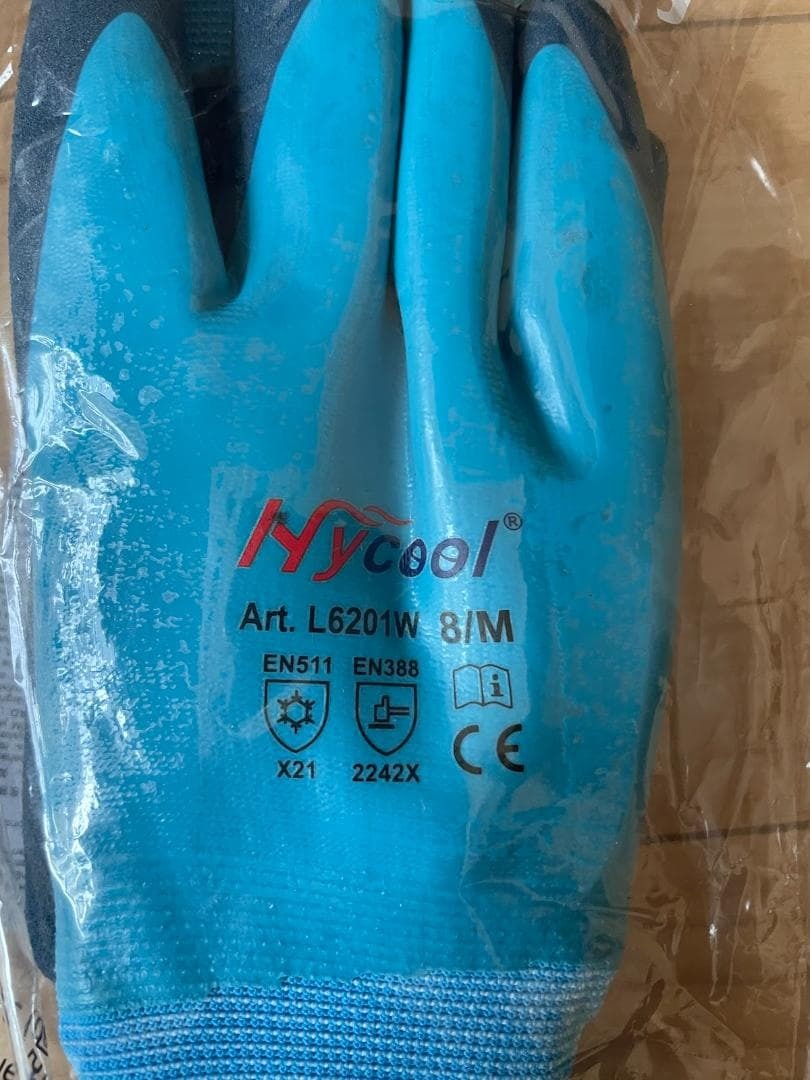 Hycool®
Art. L6201W 8/M
EN511 EN388
i
X21 2242X CE